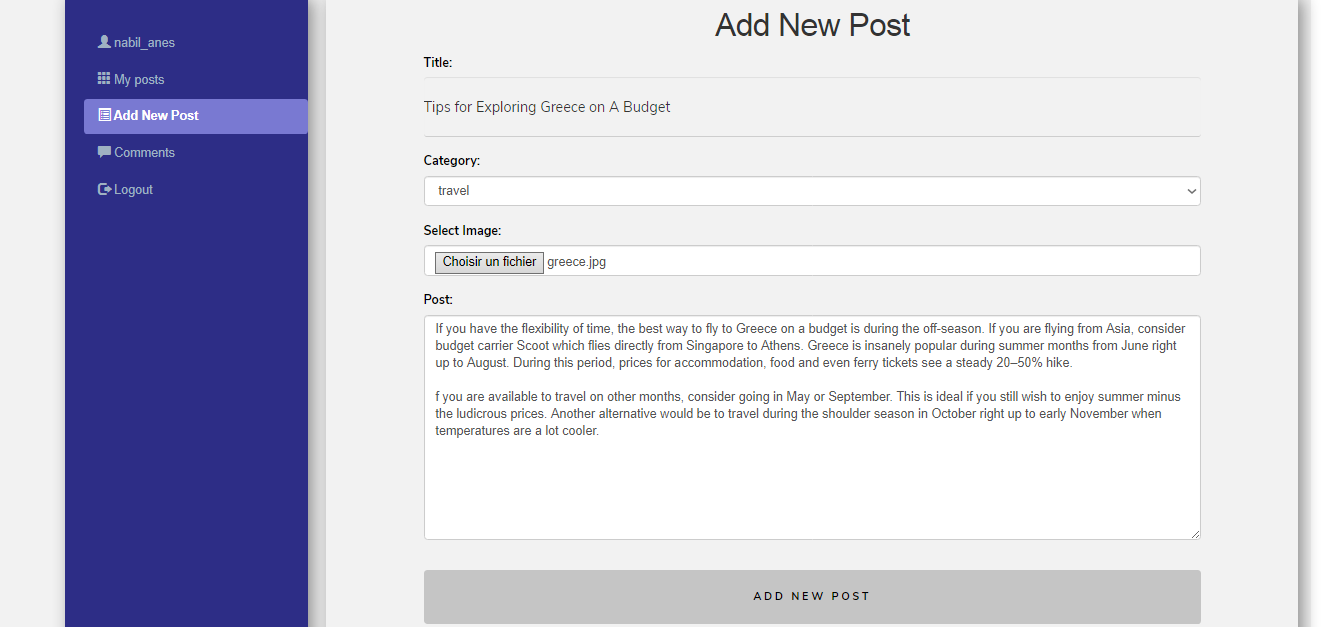 nabil_anes
My posts
Add New Post
Comments
Logout
Add New Post
Title:
Tips for Exploring Greece on A Budget
Category:
travel
Select Image:
Choisir un fichier greece.jpg
Post:
If you have the flexibility of time, the best way to fly to Greece on a budget is during the off-season. If you are flying from Asia, consider
budget carrier Scoot which flies directly from Singapore to Athens. Greece is insanely popular during summer months from June right
up to August. During this period, prices for accommodation, food and even ferry tickets see a steady 20–50% hike.
f you are available to travel on other months, consider going in May or September. This is ideal if you still wish to enjoy summer minus
the ludicrous prices. Another alternative would be to travel during the shoulder season in October right up to early November when
temperatures are a lot cooler.
ADD NEW POST